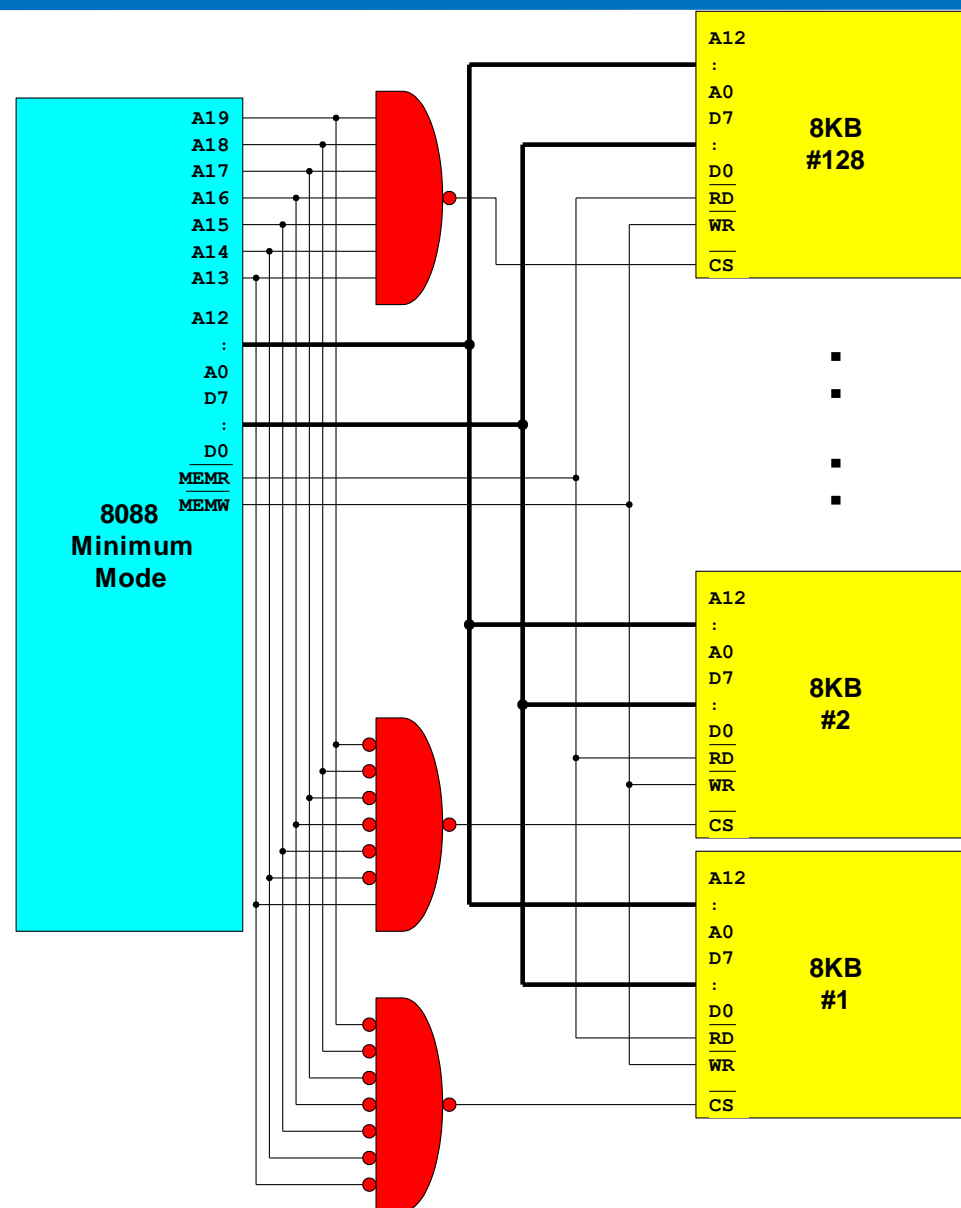 A19
A18
A17
A16
A15
A14
A13
A12
:
A0
D7
:
D0
MEMR
MEMW
8088
Minimum
Mode
A12
:
A0
D7
:
D0
RD
WR
CS
8KB
#128
A12
:
A0
D7
:
D0
RD
WR
CS
8KB
#2
A12
:
A0
D7
:
D0
RD
WR
CS
8KB
#1